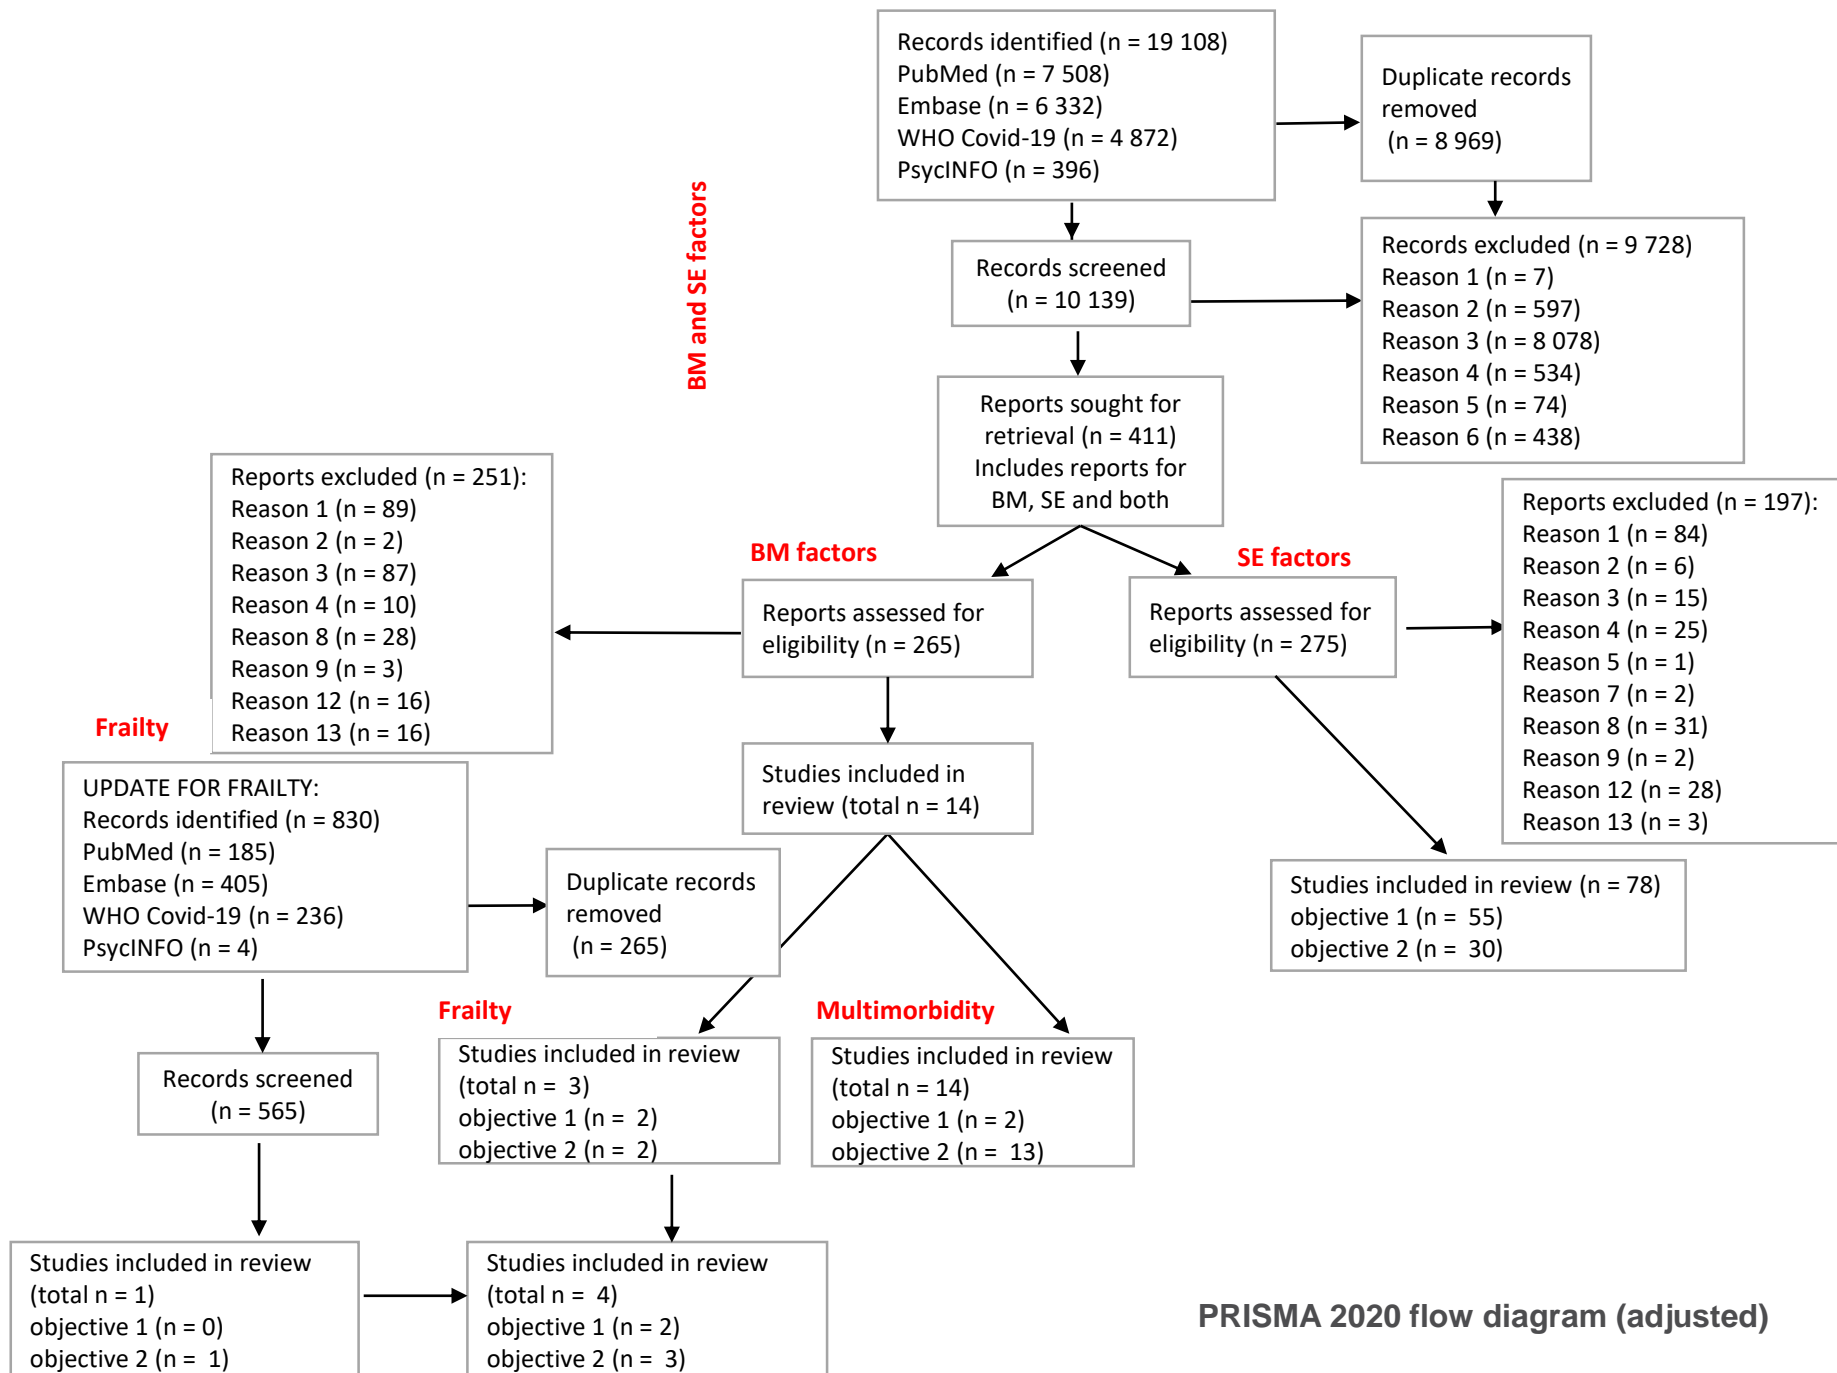 Records identified (n = 19 108)
PubMed (n = 7 508)
Embase (n = 6 332)
WHO Covid-19 (n = 4 872)
PsycINFO (n = 396)
Duplicate records
removed
(n = 8 969)
BM and SE factors
Records screened
(n = 10 139)
Records excluded (n = 9 728)
Reason 1 (n = 7)
Reason 2 (n = 597)
Reason 3 (n = 8 078)
Reason 4 (n = 534)
Reason 5 (n = 74)
Reason 6 (n = 438)
Reports sought for
retrieval (n = 411)
Includes reports for
BM, SE and both
Reports excluded (n = 251):
Reason 1 (n = 89)
Reason 2 (n = 2)
Reason 3 (n = 87)
Reason 4 (n = 10)
Reason 8 (n = 28)
Reason 9 (n = 3)
Reason 12 (n = 16)
Reason 13 (n = 16)
BM factors
Reports assessed for
eligibility (n = 265)
SE factors
Reports assessed for
eligibility (n = 275)
Reports excluded (n = 197):
Reason 1 (n = 84)
Reason 2 (n = 6)
Reason 3 (n = 15)
Reason 4 (n = 25)
Reason 5 (n = 1)
Reason 7 (n = 2)
Reason 8 (n = 31)
Reason 9 (n = 2)
Reason 12 (n = 28)
Reason 13 (n = 3)
Frailty
UPDATE FOR FRAILTY:
Records identified (n = 830)
PubMed (n = 185)
Embase (n = 405)
WHO Covid-19 (n = 236)
PsycINFO (n = 4)
Duplicate records
removed
(n = 265)
Studies included in
review (total n = 14)
Studies included in review (n = 78)
objective 1 (n =  55)
objective 2 (n =  30)
Frailty
Studies included in review
(total n =  3)
objective 1 (n =  2)
objective 2 (n =  2)
Multimorbidity
Studies included in review
(total n = 14)
objective 1 (n = 2)
objective 2 (n =  13)
Records screened
(n = 565)
Studies included in review
(total n = 1)
objective 1 (n = 0)
objective 2 (n =  1)
Studies included in review
(total n =  4)
objective 1 (n = 2)
objective 2 (n =  3)
PRISMA 2020 flow diagram (adjusted)